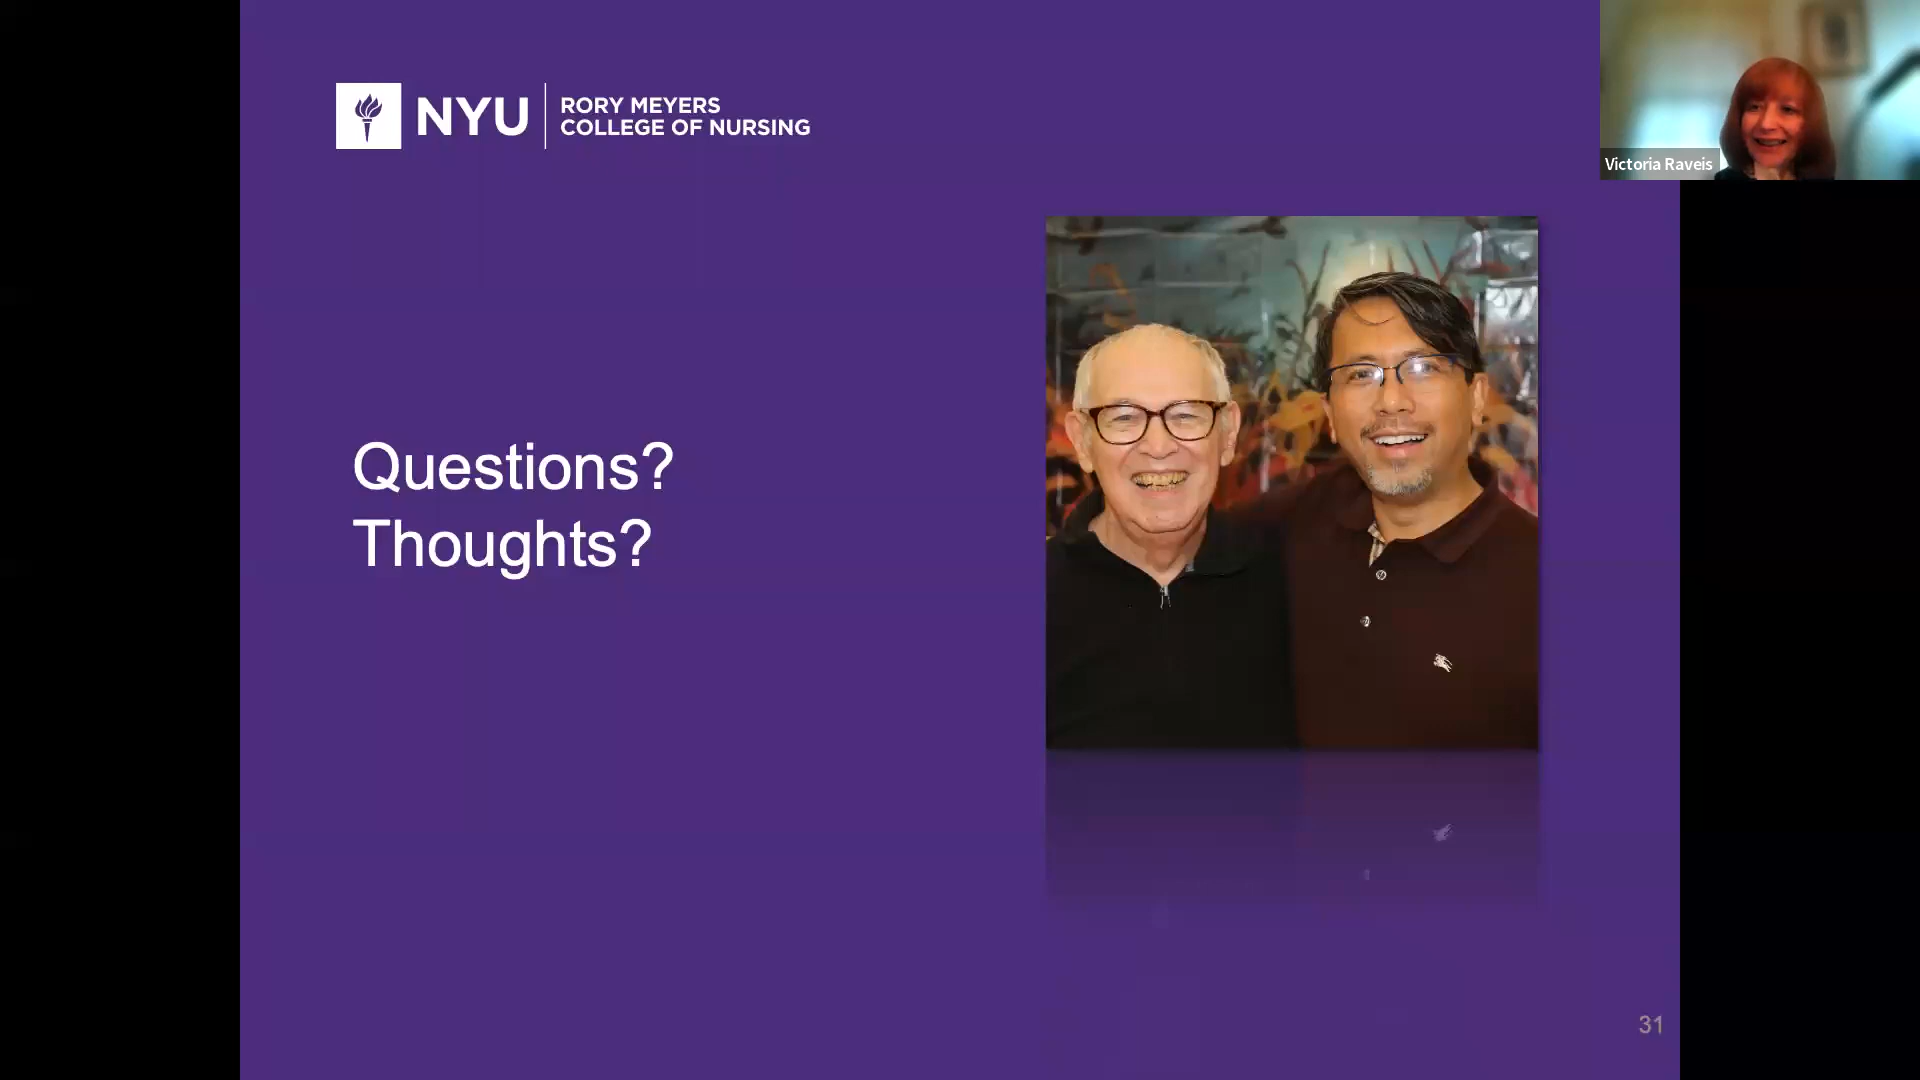 NYU
RORY MEYERS
COLLEGE OF NURSING
Victoria Raveis
Questions?
Thoughts?
31